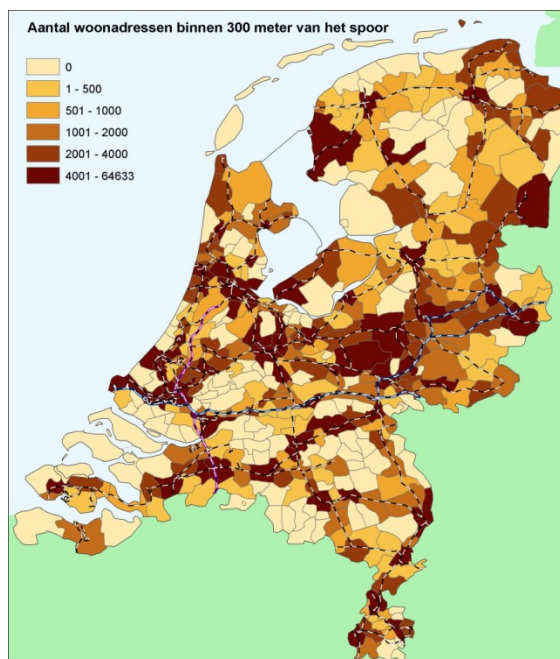 Aantal woonadressen binnen 300 meter van het spoor
0
1 - 500
501 - 1000
1001 - 2000
2001 - 4000
4001 - 64633